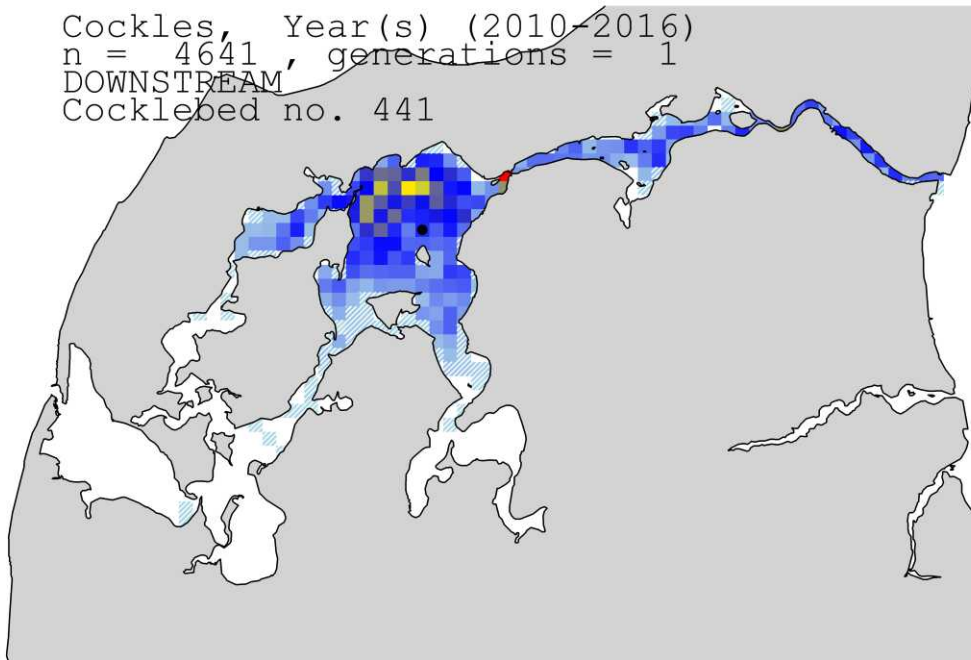 Cockles, Year(s) (2010-2016)
n = 4641 , generations = 1
DOWNSTREAM
Cocklebed no. 441